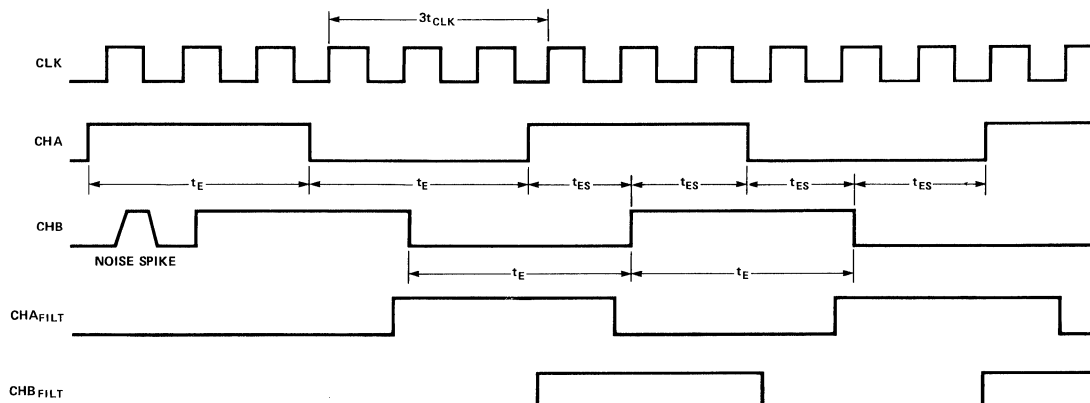 3tCLK
CLK
CHA
tE tE tES tES tES tES
CHB
NOISE SPIKE
tE tE
CHAFILT
CHBFILT